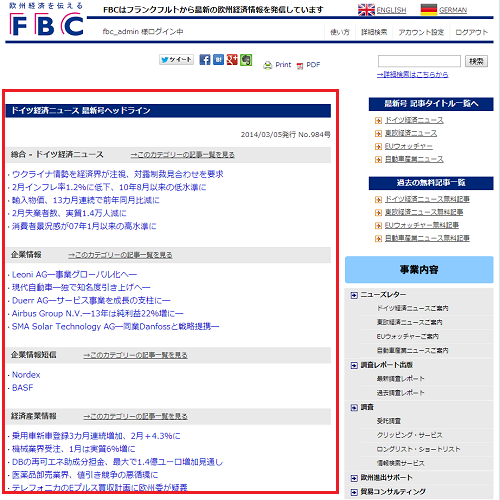 欧州経済を伝える
FBC
FBCはフランクフルトから最新の欧州経済情報を発信しています
ENGLISH
GERMAN
fbc_admin 様ログイン中
使い方
詳細検索
アカウント設定
ログアウト
ツイート
Print
PDF
検索
→詳細検索はこちらから
ドイツ経済ニュース 最新号ヘッドライン
2014/03/05発行 No.984号
総合 - ドイツ経済ニュース →このカテゴリーの記事一覧を見る
・ウクライナ情勢を経済界が注視、対露制裁見合わせを要求
・2月インフレ率1.2%に低下、10年8月以来の低水準に
・輸入物価、13カ月連続で前年同月比減に
・2月失業者数、実質1.4万人減に
・消費者景況感が07年1月以来の高水準に
企業情報 →このカテゴリーの記事一覧を見る
・Leoni AG―事業グローバル化へ―
・現代自動車―独で知名度引き上げへ―
・Duerr AG―サービス事業を成長の支柱に―
・Airbus Group N.V.―13年は純利益22%増に―
・SMA Solar Technology AG―同業Danfossと戦略提携―
企業情報短信 →このカテゴリーの記事一覧を見る
・Nordex
・BASF
経済産業情報 →このカテゴリーの記事一覧を見る
・乗用車新車登録3カ月連続増加、2月+4.3%に
・機械業界受注、1月は実質6%増に
・DBの再可エネ助成分担金、最大で1.4億ユーロ増加見通し
・医薬品卸売業界、値引き競争の悪循環に
・テレフォニカのEプルス買収計画に欧州委が疑義
最新号 記事タイトル一覧へ
ドイツ経済ニュース
東欧経済ニュース
EUウォッチャー
自動車産業ニュース
過去の無料記事一覧
ドイツ経済ニュース無料記事
東欧経済ニュース無料記事
EUウォッチャー無料記事
自動車産業ニュース無料記事
事業内容
ニューズレター
ドイツ経済ニュースご案内
東欧経済ニュースご案内
EUウォッチャーご案内
自動車産業ニュースご案内
調査レポート出版
最新調査レポート
過去調査レポート
調査
受託調査
クリッピング・サービス
ロングリスト・ショートリスト
情報検索サービス
欧州進出サポート
貿易コンサルティング